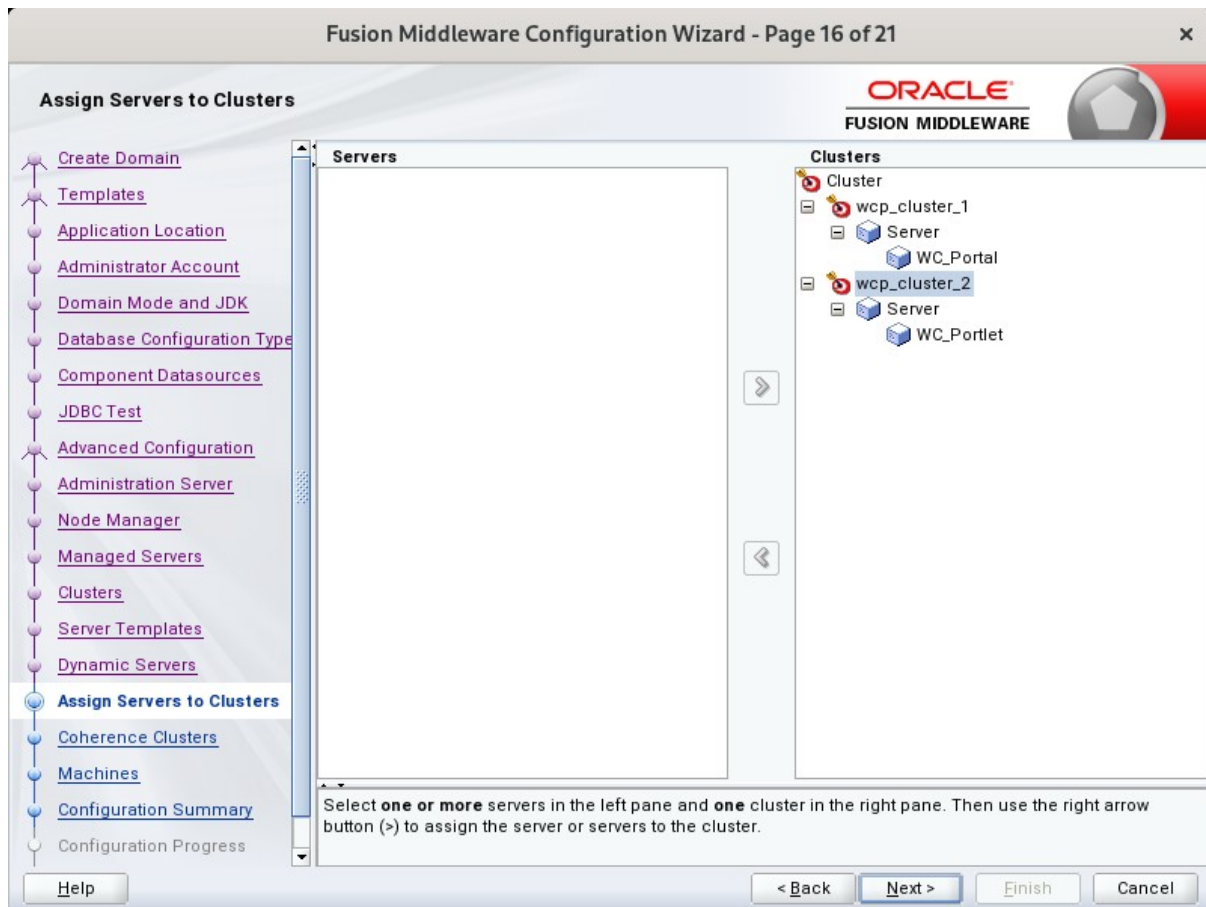 Fusion Middleware Configuration Wizard - Page 16 of 21
Assign Servers to Clusters
ORACLE
FUSION MIDDLEWARE
Create Domain
Templates
Application Location
Administrator Account
Domain Mode and JDK
Database Configuration Type
Component Datasources
JDBC Test
Advanced Configuration
Administration Server
Node Manager
Managed Servers
Clusters
Server Templates
Dynamic Servers
Assign Servers to Clusters
Coherence Clusters
Machines
Configuration Summary
Configuration Progress
Servers
Clusters
Cluster
wcp_cluster_1
Server
WC_Portal
wcp_cluster_2
Server
WC_Portlet
Select one or more servers in the left pane and one cluster in the right pane. Then use the right arrow
button (>) to assign the server or servers to the cluster.
Help
< Back
Next >
Finish
Cancel